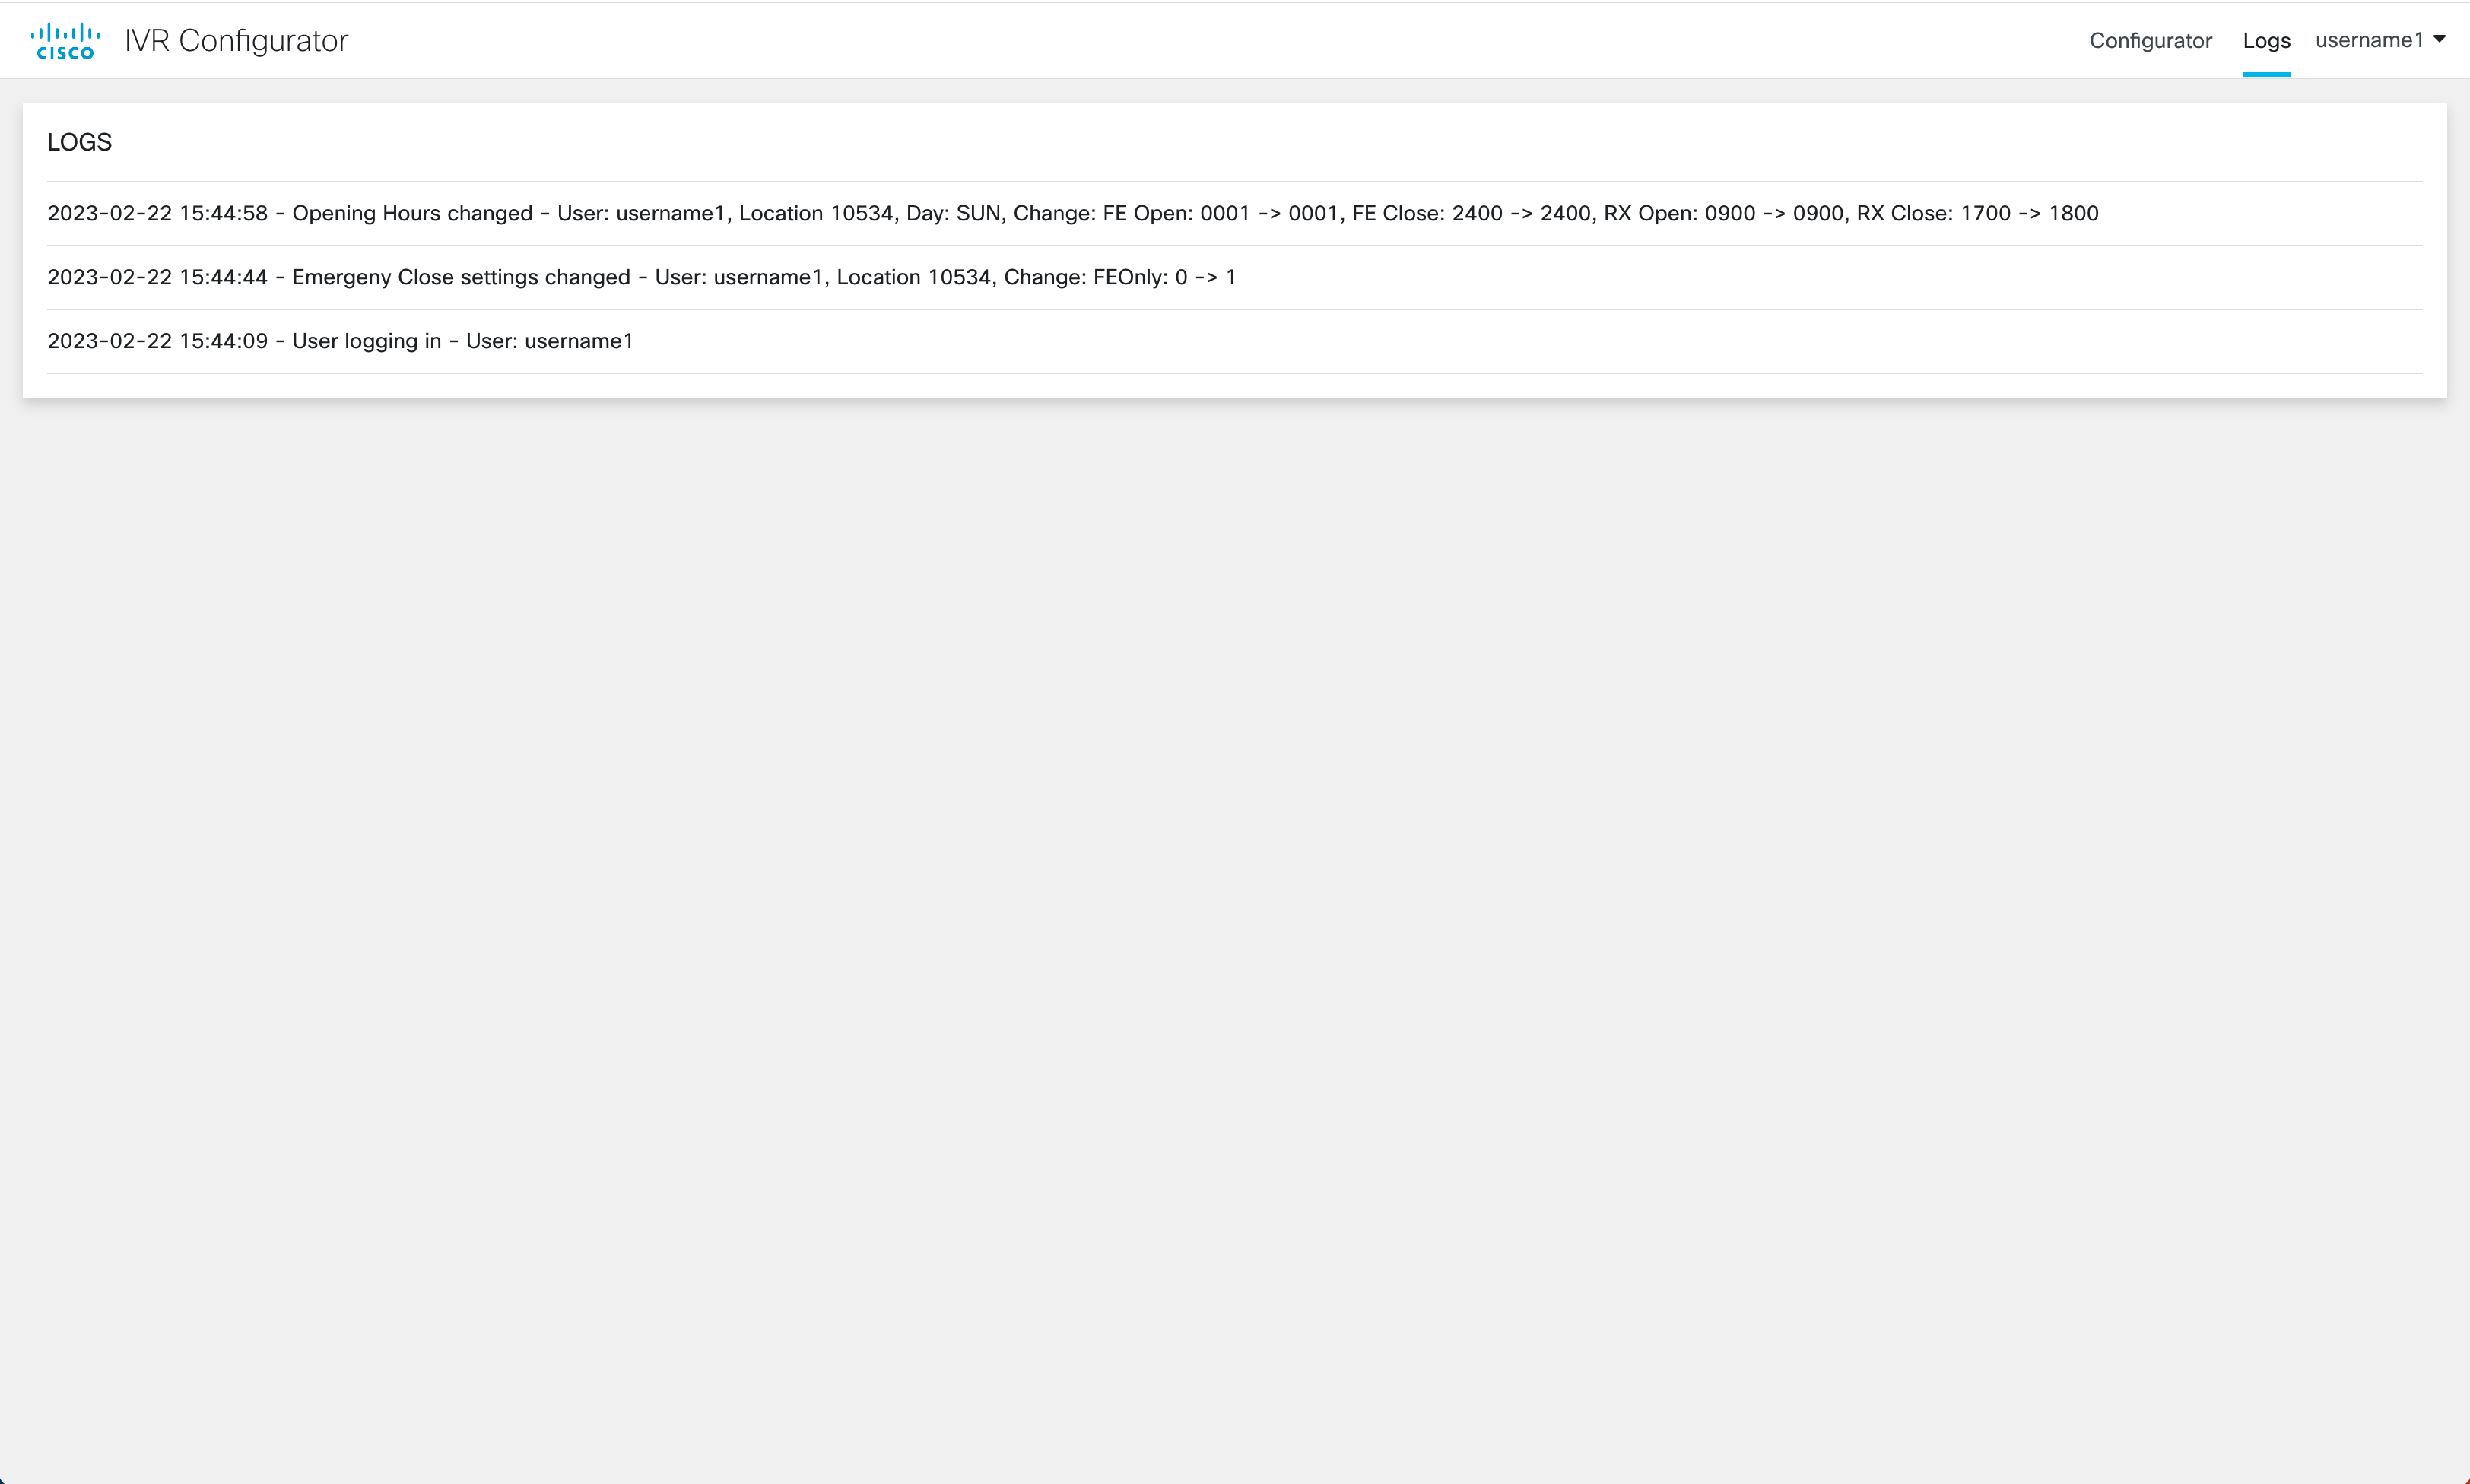 CISCO IVR Configurator Configurator Logs username1
LOGS
2023-02-22 15:44:58 - Opening Hours changed - User: username1, Location 10534, Day: SUN, Change: FE Open: 0001 -> 0001, FE Close: 2400 -> 2400, RX Open: 0900 -> 0900, RX Close: 1700 -> 1800
2023-02-22 15:44:44 - Emergeny Close settings changed - User: username1, Location 10534, Change: FEOnly: 0 -> 1
2023-02-22 15:44:09 - User logging in - User: username1